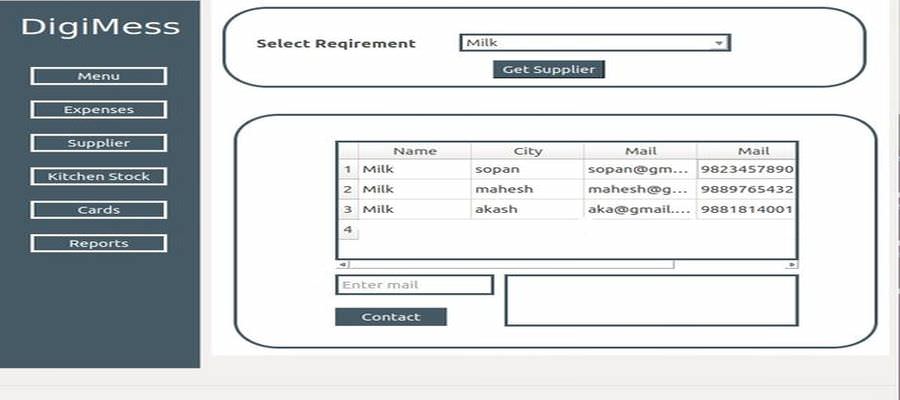 DigiMess
Menu
Expenses
Supplier
Kitchen Stock
Cards
Reports
Select Reqirement Milk
Get Supplier
Name City Mail Mail
1 Milk sopan sopan@gm... 9823457890
2 Milk mahesh mahesh@g... 9889765432
3 Milk akash aka@gmail.... 9881814001
4
Enter mail
Contact